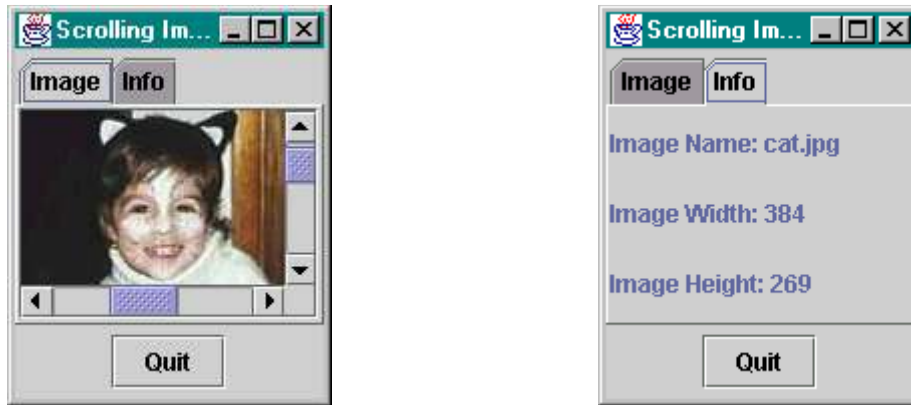 Scrolling Im...
Image Info
Quit
Scrolling Im...
Image Info
Image Name: cat.jpg
Image Width: 384
Image Height: 269
Quit